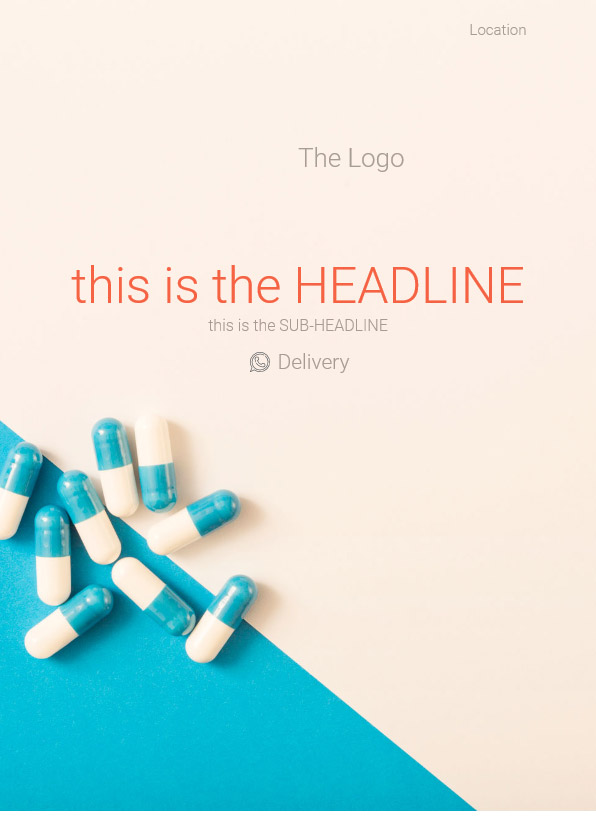 Location
The Logo
this is the HEADLINE
this is the SUB-HEADLINE
Delivery